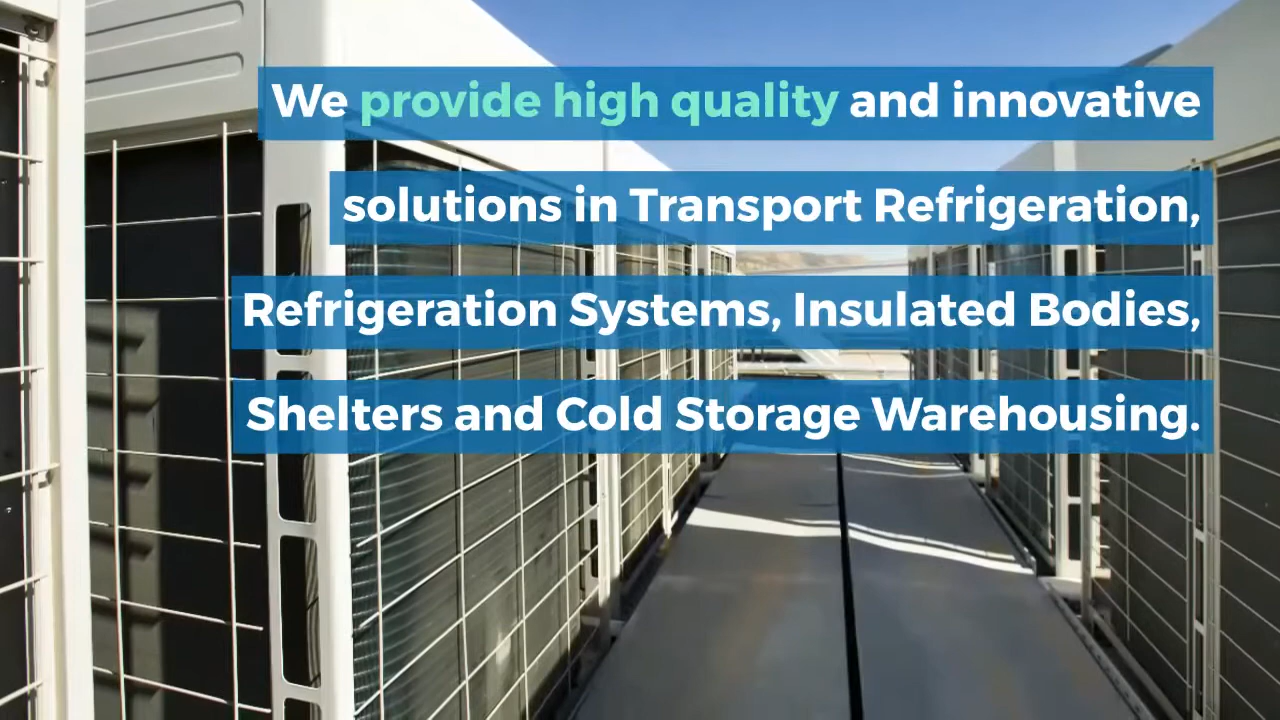 We provide high quality and innovative
solutions in Transport Refrigeration,
Refrigeration Systems, Insulated Bodies,
Shelters and Cold Storage Warehousing.